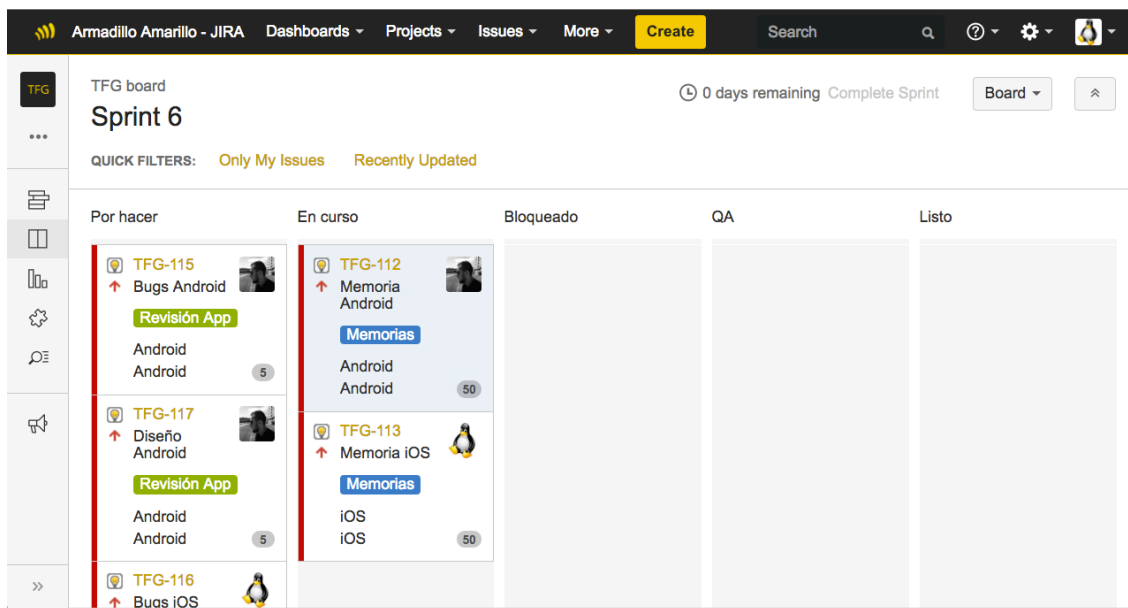 Armadillo Amarillo - JIRA Dashboards Projects Issues More Create Search
TFG
TFG board
0 days remaining Complete Sprint Board
Sprint 6
QUICK FILTERS: Only My Issues Recently Updated
Por hacer En curso Bloqueado QA Listo
TFG-115
Bugs Android
Revisión App
Android
Android 5
TFG-117
Diseño
Android
Revisión App
Android
Android 5
TFG-116
Bugs iOS
TFG-112
Memoria
Android
Memorias
Android
Android 50
TFG-113
Memoria iOS
Memorias
iOS
iOS 50